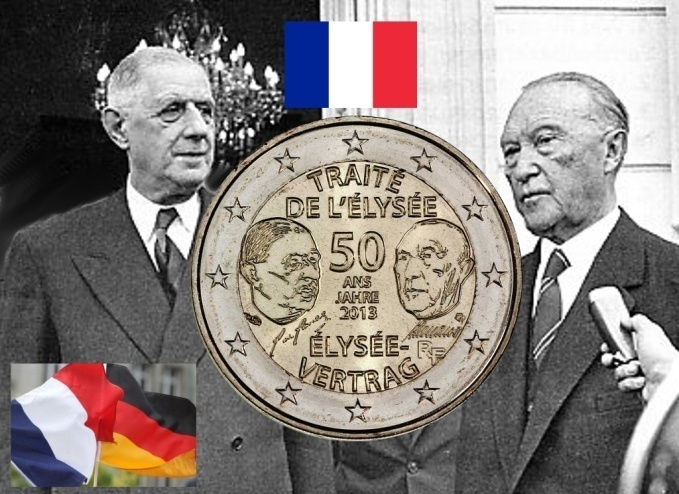 TRAITÉ
DE L'ÉLYSÉE
50
ANS
JAHRE
2013
ÉLYSÉE-
VERTRAG
RF